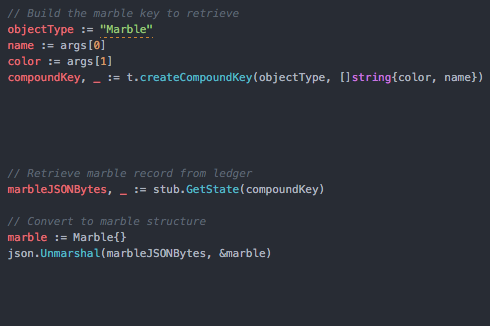 // Build the marble key to retrieve
objectType := "Marble"
name := args[0]
color := args[1]
compoundKey, _ := t.createCompoundKey(objectType, []string{color, name})
// Retrieve marble record from ledger
marbleJSONBytes, _ := stub.GetState(compoundKey)
// Convert to marble structure
marble := Marble{}
json.Unmarshal(marbleJSONBytes, &marble)